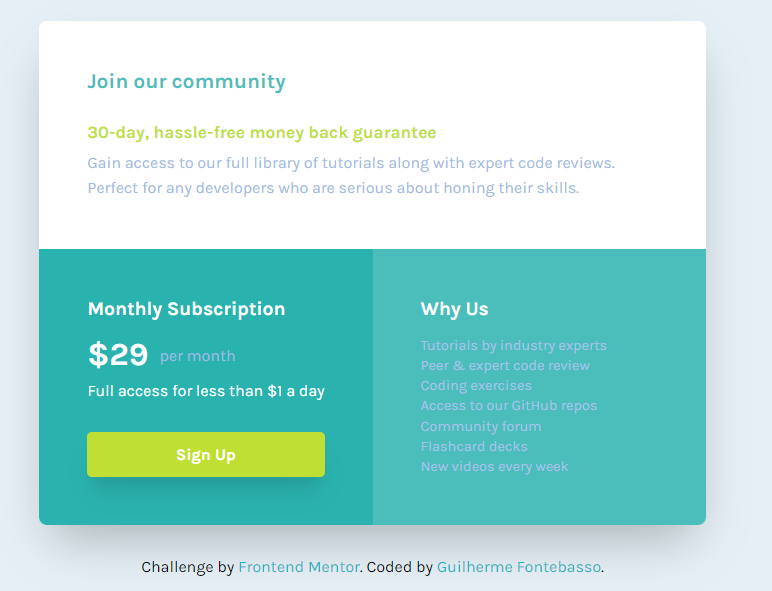 Join our community
30-day, hassle-free money back guarantee
Gain access to our full library of tutorials along with expert code reviews.
Perfect for any developers who are serious about honing their skills.
Monthly Subscription
$29 per month
Full access for less than $1 a day
Sign Up
Why Us
Tutorials by industry experts
Peer & expert code review
Coding exercises
Access to our GitHub repos
Community forum
Flashcard decks
New videos every week
Challenge by Frontend Mentor. Coded by Guilherme Fontebasso.